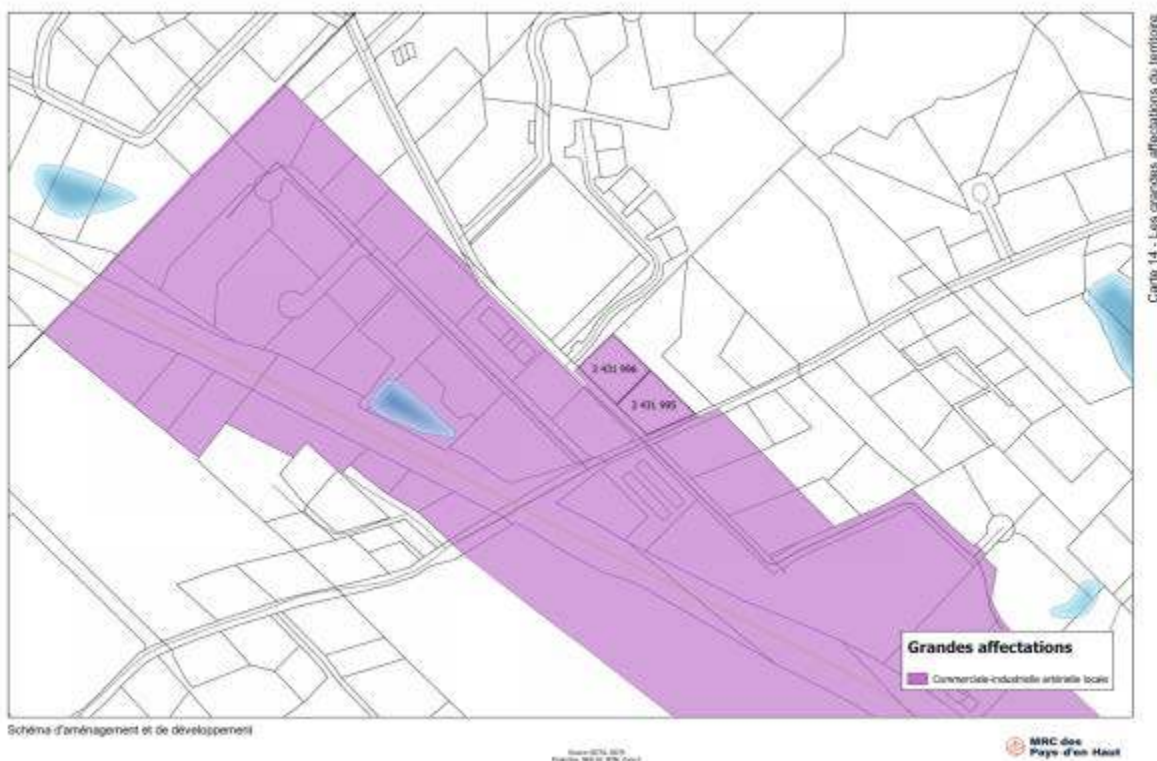 Carte 14 - Les grandes affectations du territoire
2 431 996
2 431 995
Grandes affectations
Commerciale-industrielle artérielle locale
Schéma d'aménagement et de développement
MRC des
Pays-d'en-Haut